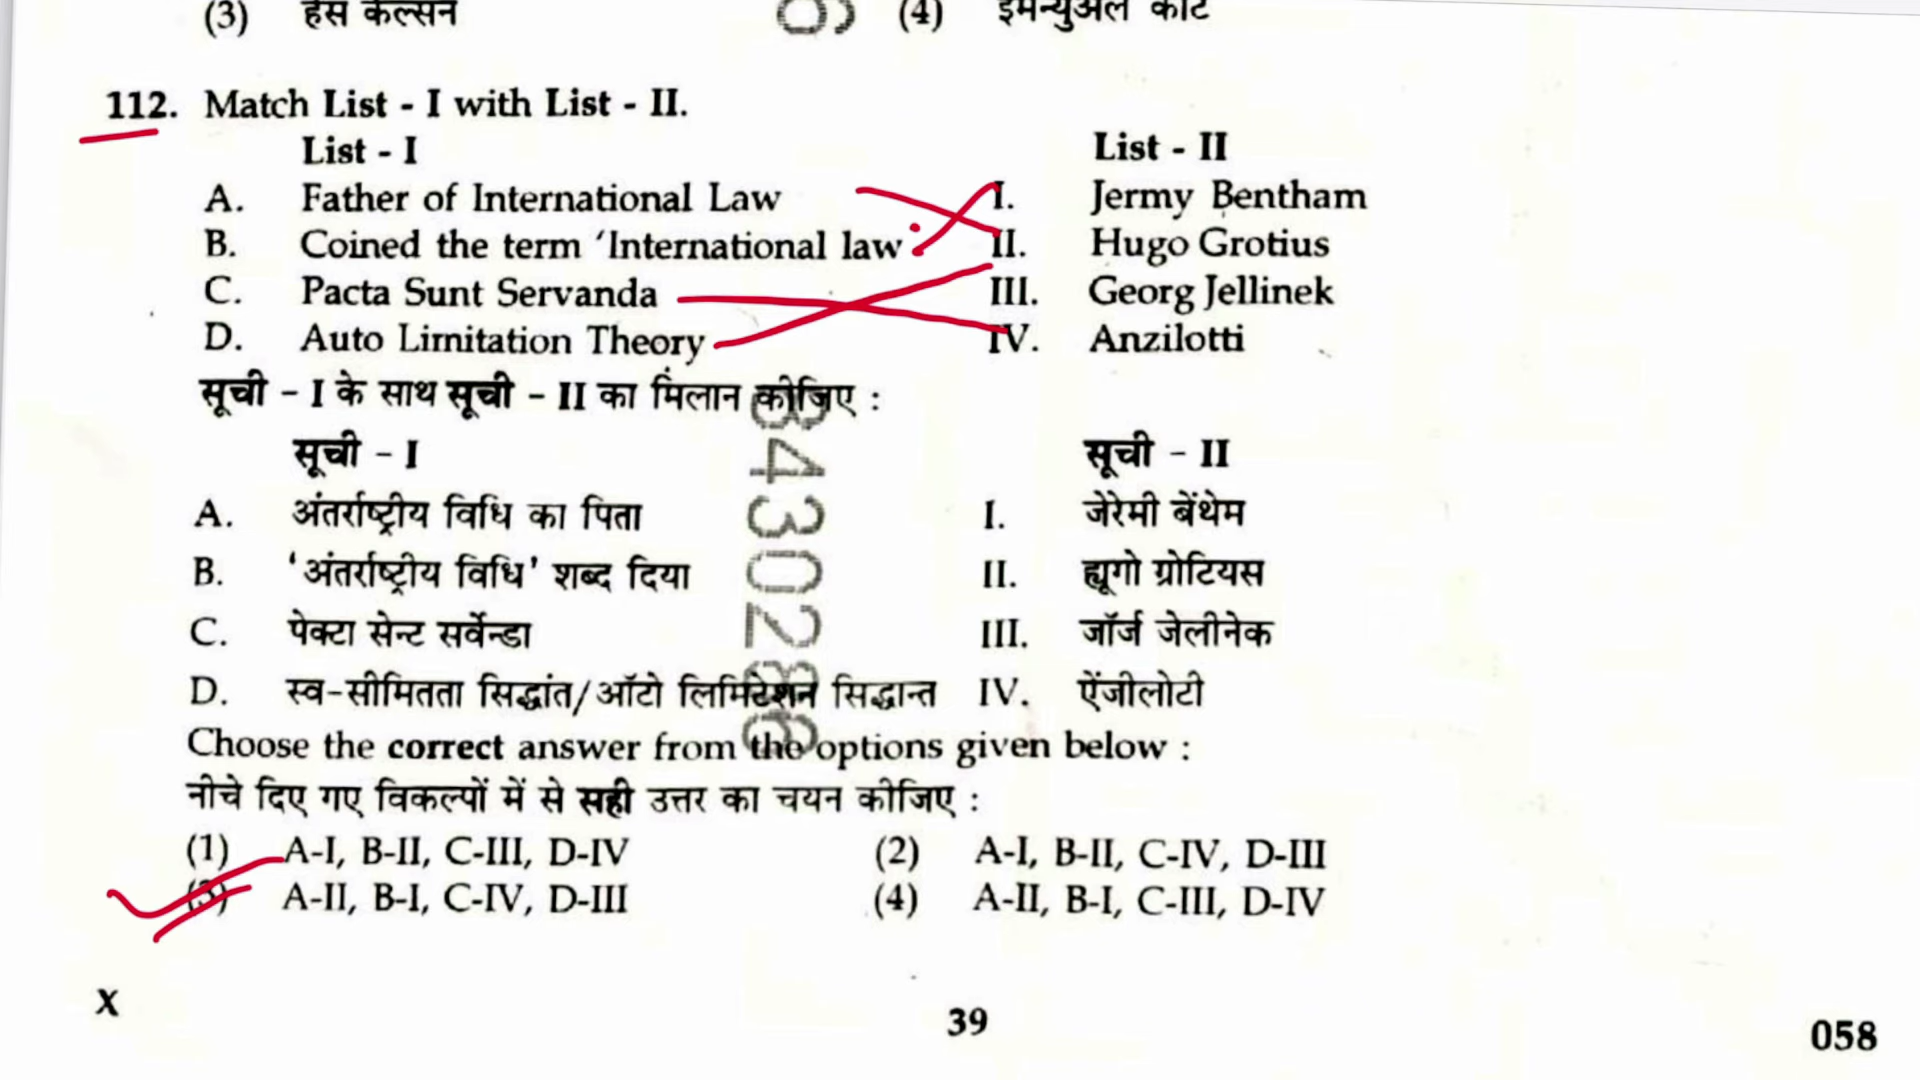 (3) हंस केल्सन (4) इमैन्युअल कांट
112. Match List - I with List - II.
List - I List - II
A. Father of International Law I. Jermy Bentham
B. Coined the term ‘International law’ II. Hugo Grotius
C. Pacta Sunt Servanda III. Georg Jellinek
D. Auto Limitation Theory IV. Anzilotti
सूची - I के साथ सूची - II का मिलान कीजिए :
सूची - I सूची - II
A. अंतर्राष्ट्रीय विधि का पिता I. जेरेमी बेंथेम
B. ‘अंतर्राष्ट्रीय विधि’ शब्द दिया II. ह्यूगो ग्रोटियस
C. पेक्टा सेन्ट सर्वेन्डा III. जॉर्ज जेलीनेक
D. स्व-सीमितता सिद्धांत/ऑटो लिमिटेशन सिद्धान्त IV. ऐंजीलोटी
Choose the correct answer from the options given below :
नीचे दिए गए विकल्पों में से सही उत्तर का चयन कीजिए :
(1) A-I, B-II, C-III, D-IV (2) A-I, B-II, C-IV, D-III
(3) A-II, B-I, C-IV, D-III (4) A-II, B-I, C-III, D-IV
X 39 058